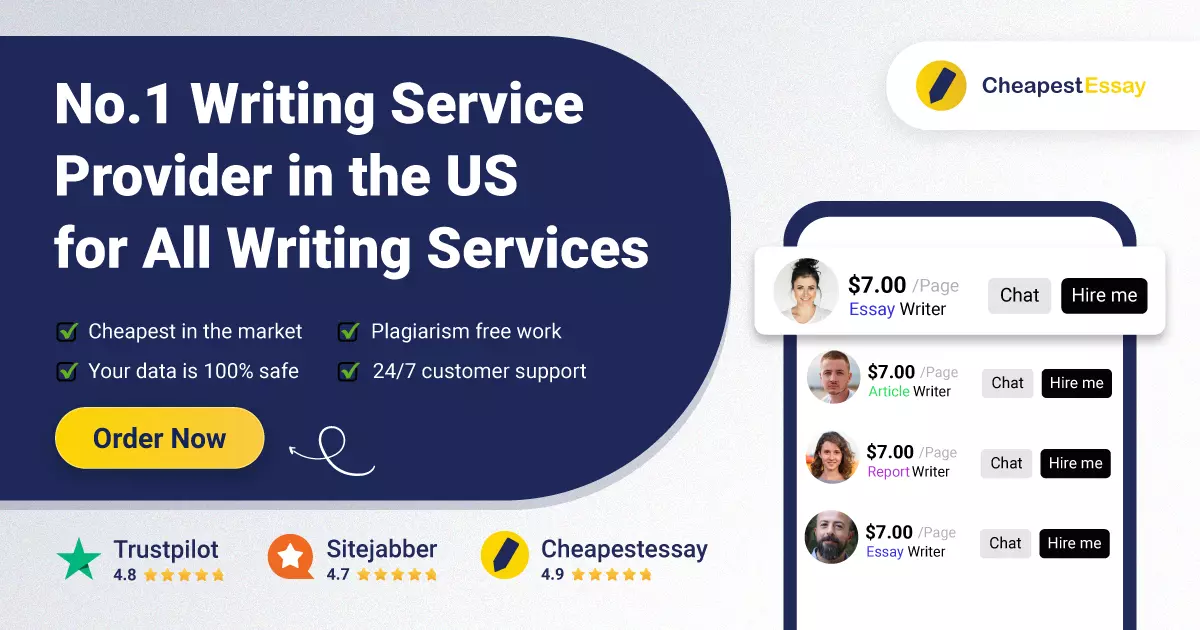 No.1 Writing Service
Provider in the US
for All Writing Services
Cheapest in the market
Plagiarism free work
Your data is 100% safe
24/7 customer support
Order Now
Trustpilot
4.8
Sitejabber
4.7
Cheapestessay
4.9
CheapestEssay
$7.00 /Page
Essay Writer
Chat
Hire me
$7.00 /Page
Article Writer
Chat
Hire me
$7.00 /Page
Report Writer
Chat
Hire me
$7.00 /Page
Essay Writer
Chat
Hire me